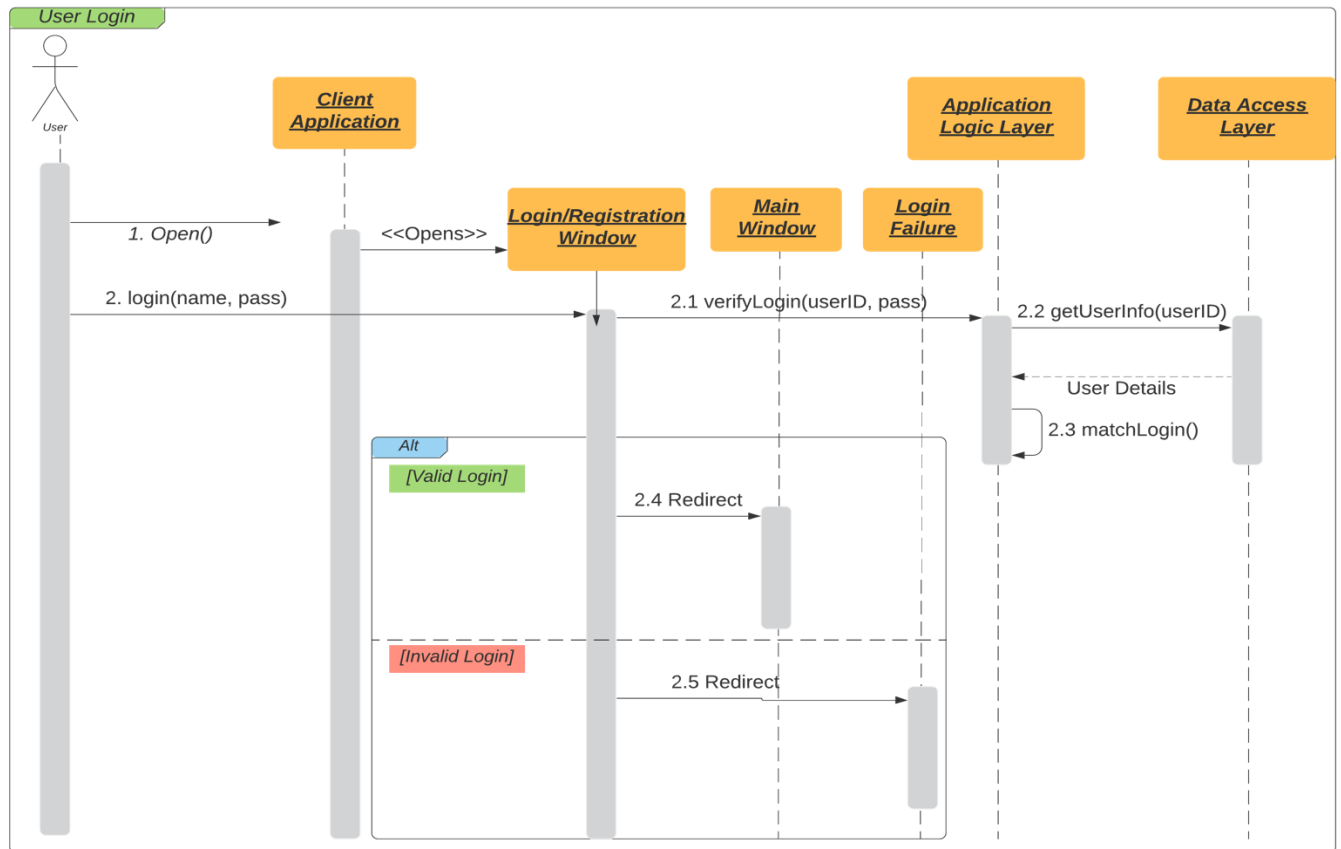 User Login
User
Client
Application
Application
Logic Layer
Data Access
Layer
Login/Registration
Window
Main
Window
Login
Failure
1. Open()
<<Opens>>
2. login(name, pass)
2.1 verifyLogin(userID, pass)
2.2 getUserInfo(userID)
User Details
2.3 matchLogin()
Alt
[Valid Login]
2.4 Redirect
[Invalid Login]
2.5 Redirect